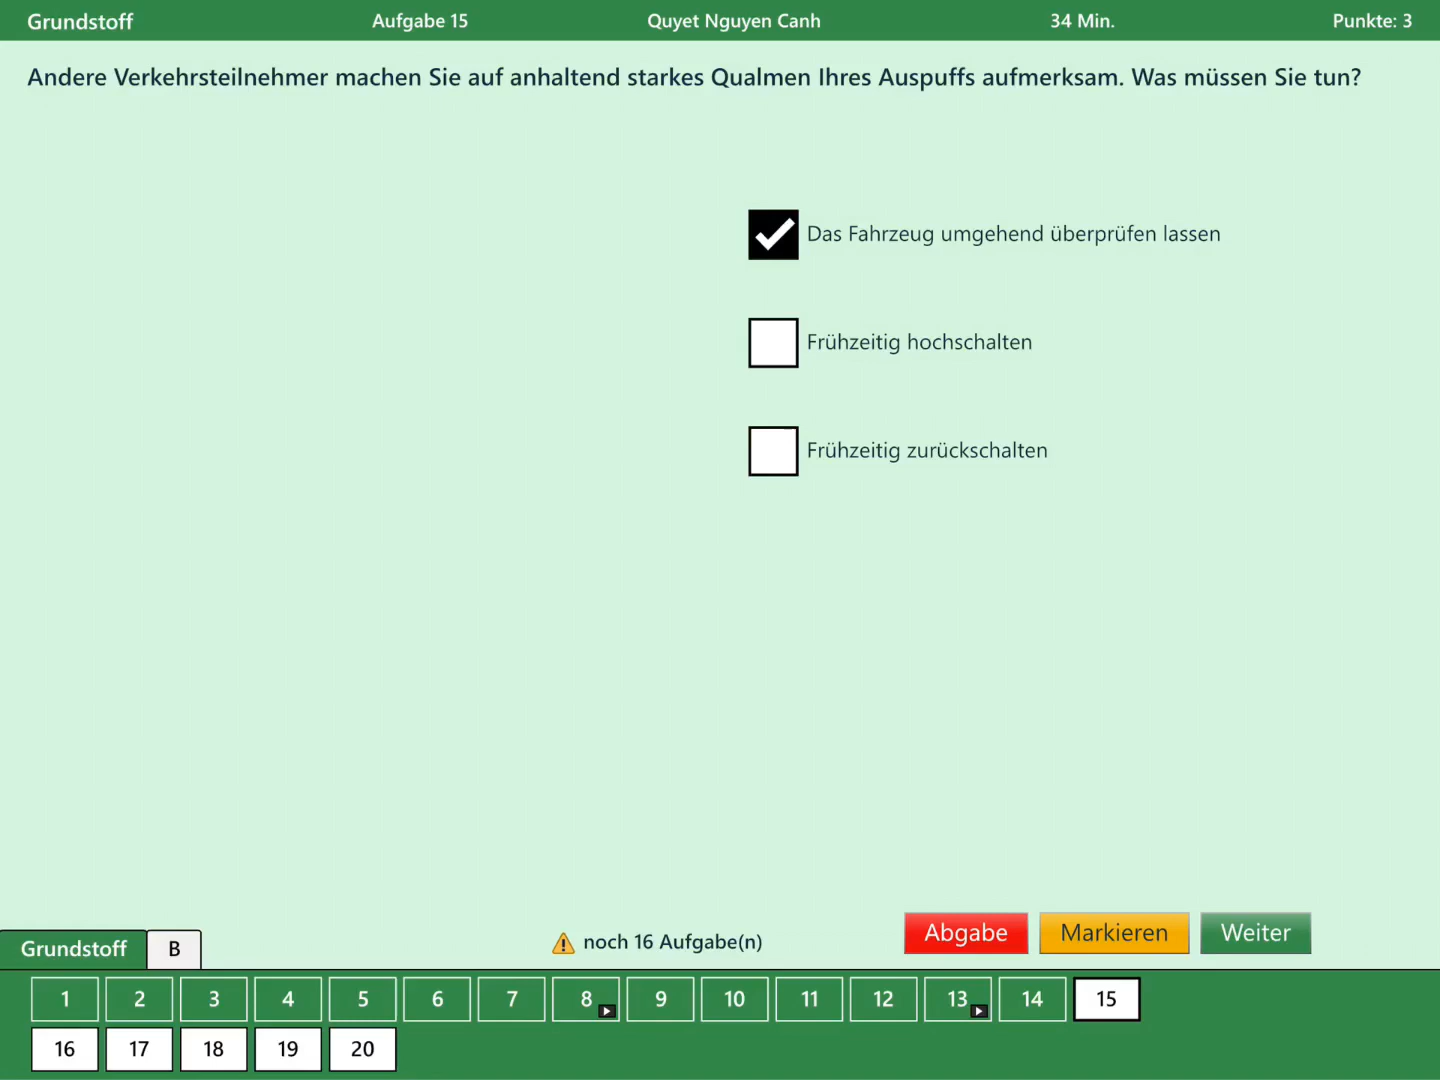 Grundstoff Aufgabe 15 Quyet Nguyen Canh 34 Min. Punkte: 3
Andere Verkehrsteilnehmer machen Sie auf anhaltend starkes Qualmen Ihres Auspuffs aufmerksam. Was müssen Sie tun?
Das Fahrzeug umgehend überprüfen lassen
Frühzeitig hochschalten
Frühzeitig zurückschalten
Grundstoff B noch 16 Aufgabe(n) Abgabe Markieren Weiter
1 2 3 4 5 6 7 8 9 10 11 12 13 14 15
16 17 18 19 20